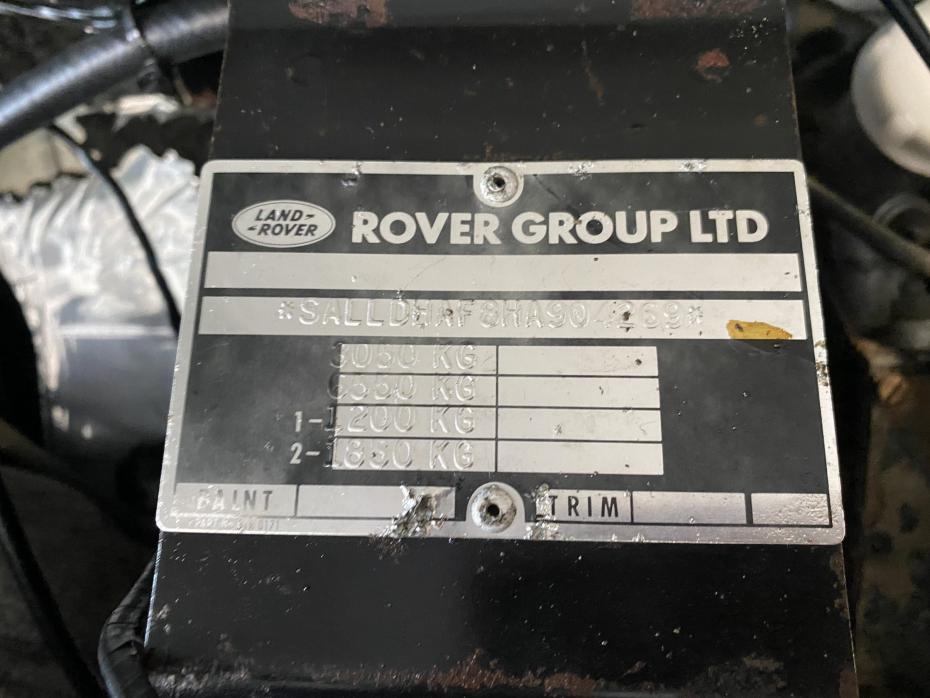 LAND-
-ROVER
ROVER GROUP LTD
*SALLDHAF8HA904269*
3050 KG
6550 KG
1-1200 KG
2-1850 KG
PAINT TRIM